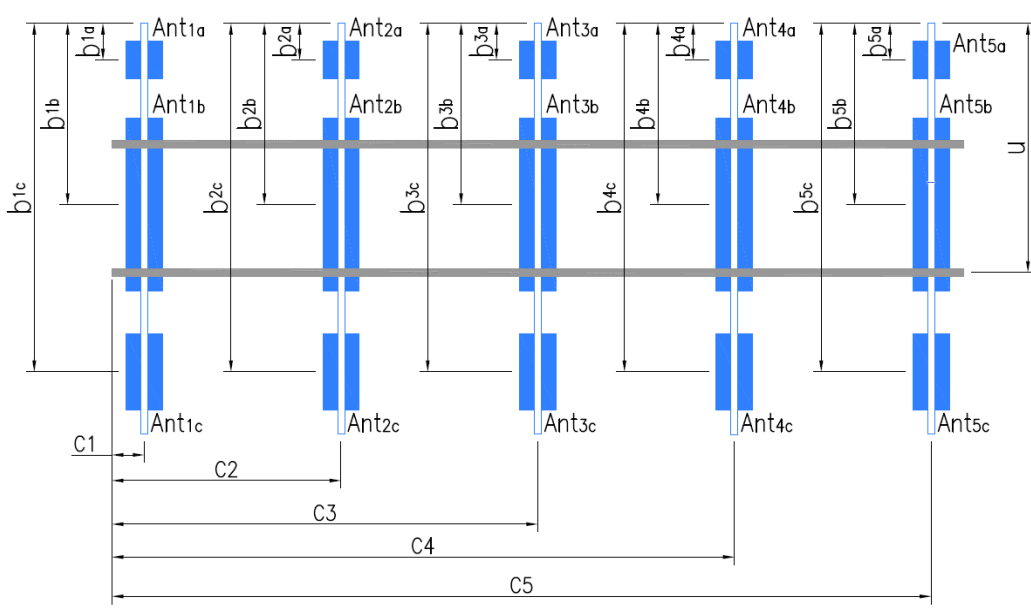 b1a
Ant1a
b2a
Ant2a
b3a
Ant3a
b4a
Ant4a
b5a
Ant5a
b1b
Ant1b
b2b
Ant2b
b3b
Ant3b
b4b
Ant4b
b5b
Ant5b
u
b1c
b2c
b3c
b4c
b5c
Ant1c
Ant2c
Ant3c
Ant4c
Ant5c
C1
C2
C3
C4
C5